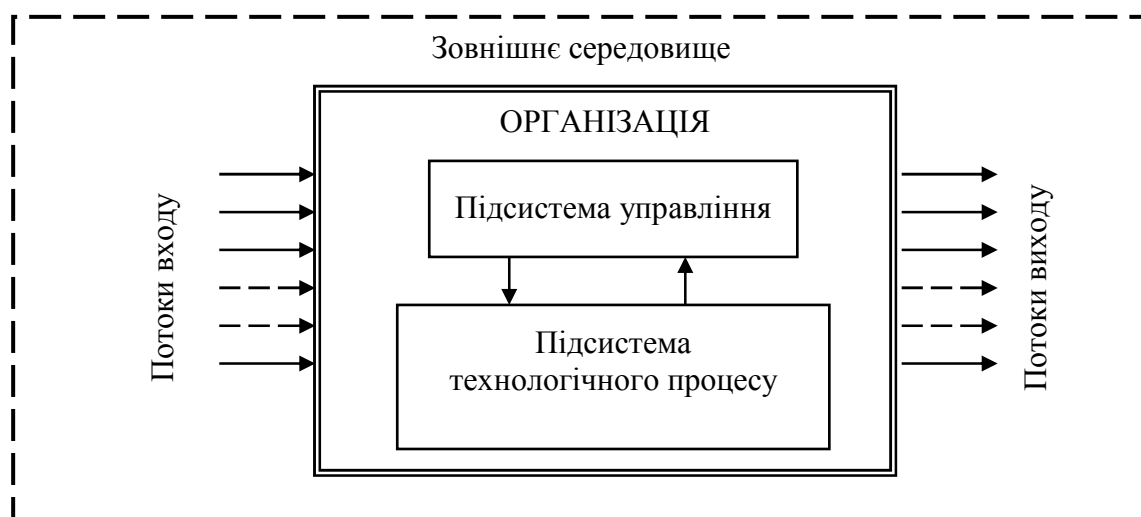 Зовнішнє середовище
ОРГАНІЗАЦІЯ
Потоки входу
Підсистема управління
Підсистема
технологічного процесу
Потоки виходу